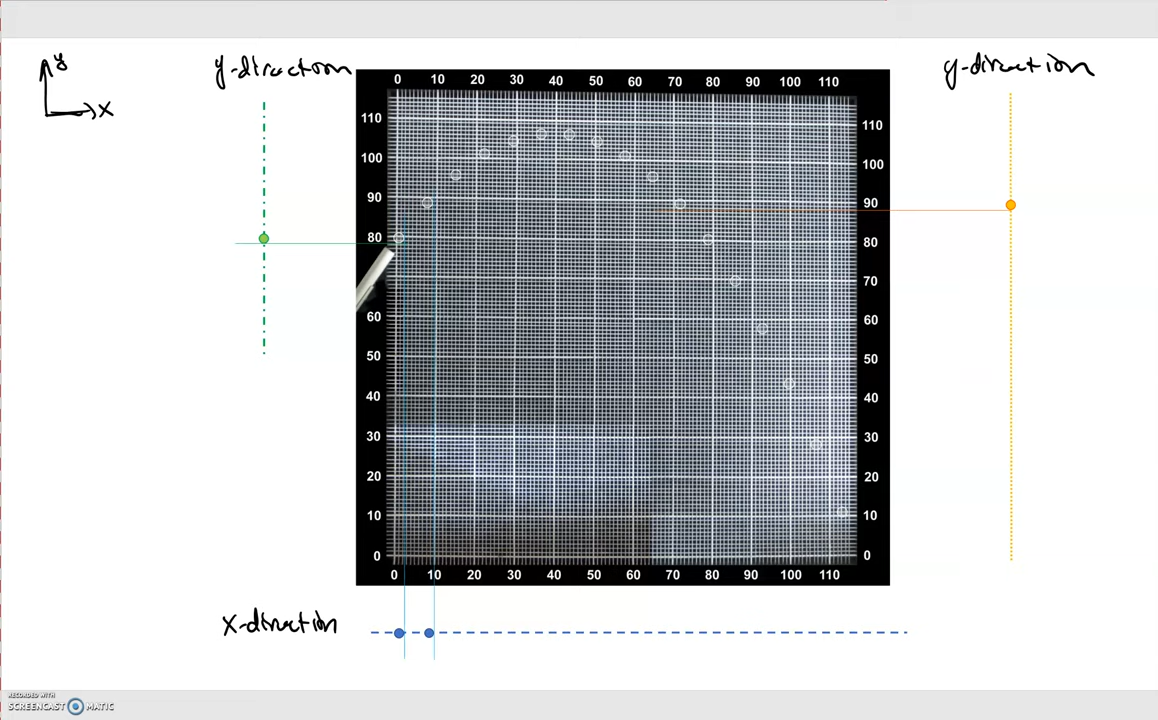 y
x
y-direction
y-direction
0 10 20 30 40 50 60 70 80 90 100 110
110 110
100 100
90 90
80 80
70
60 60
50 50
40 40
30 30
20 20
10 10
0 0
0 10 20 30 40 50 60 70 80 90 100 110
x-direction
RECORDED WITH
SCREENCAST MATIC